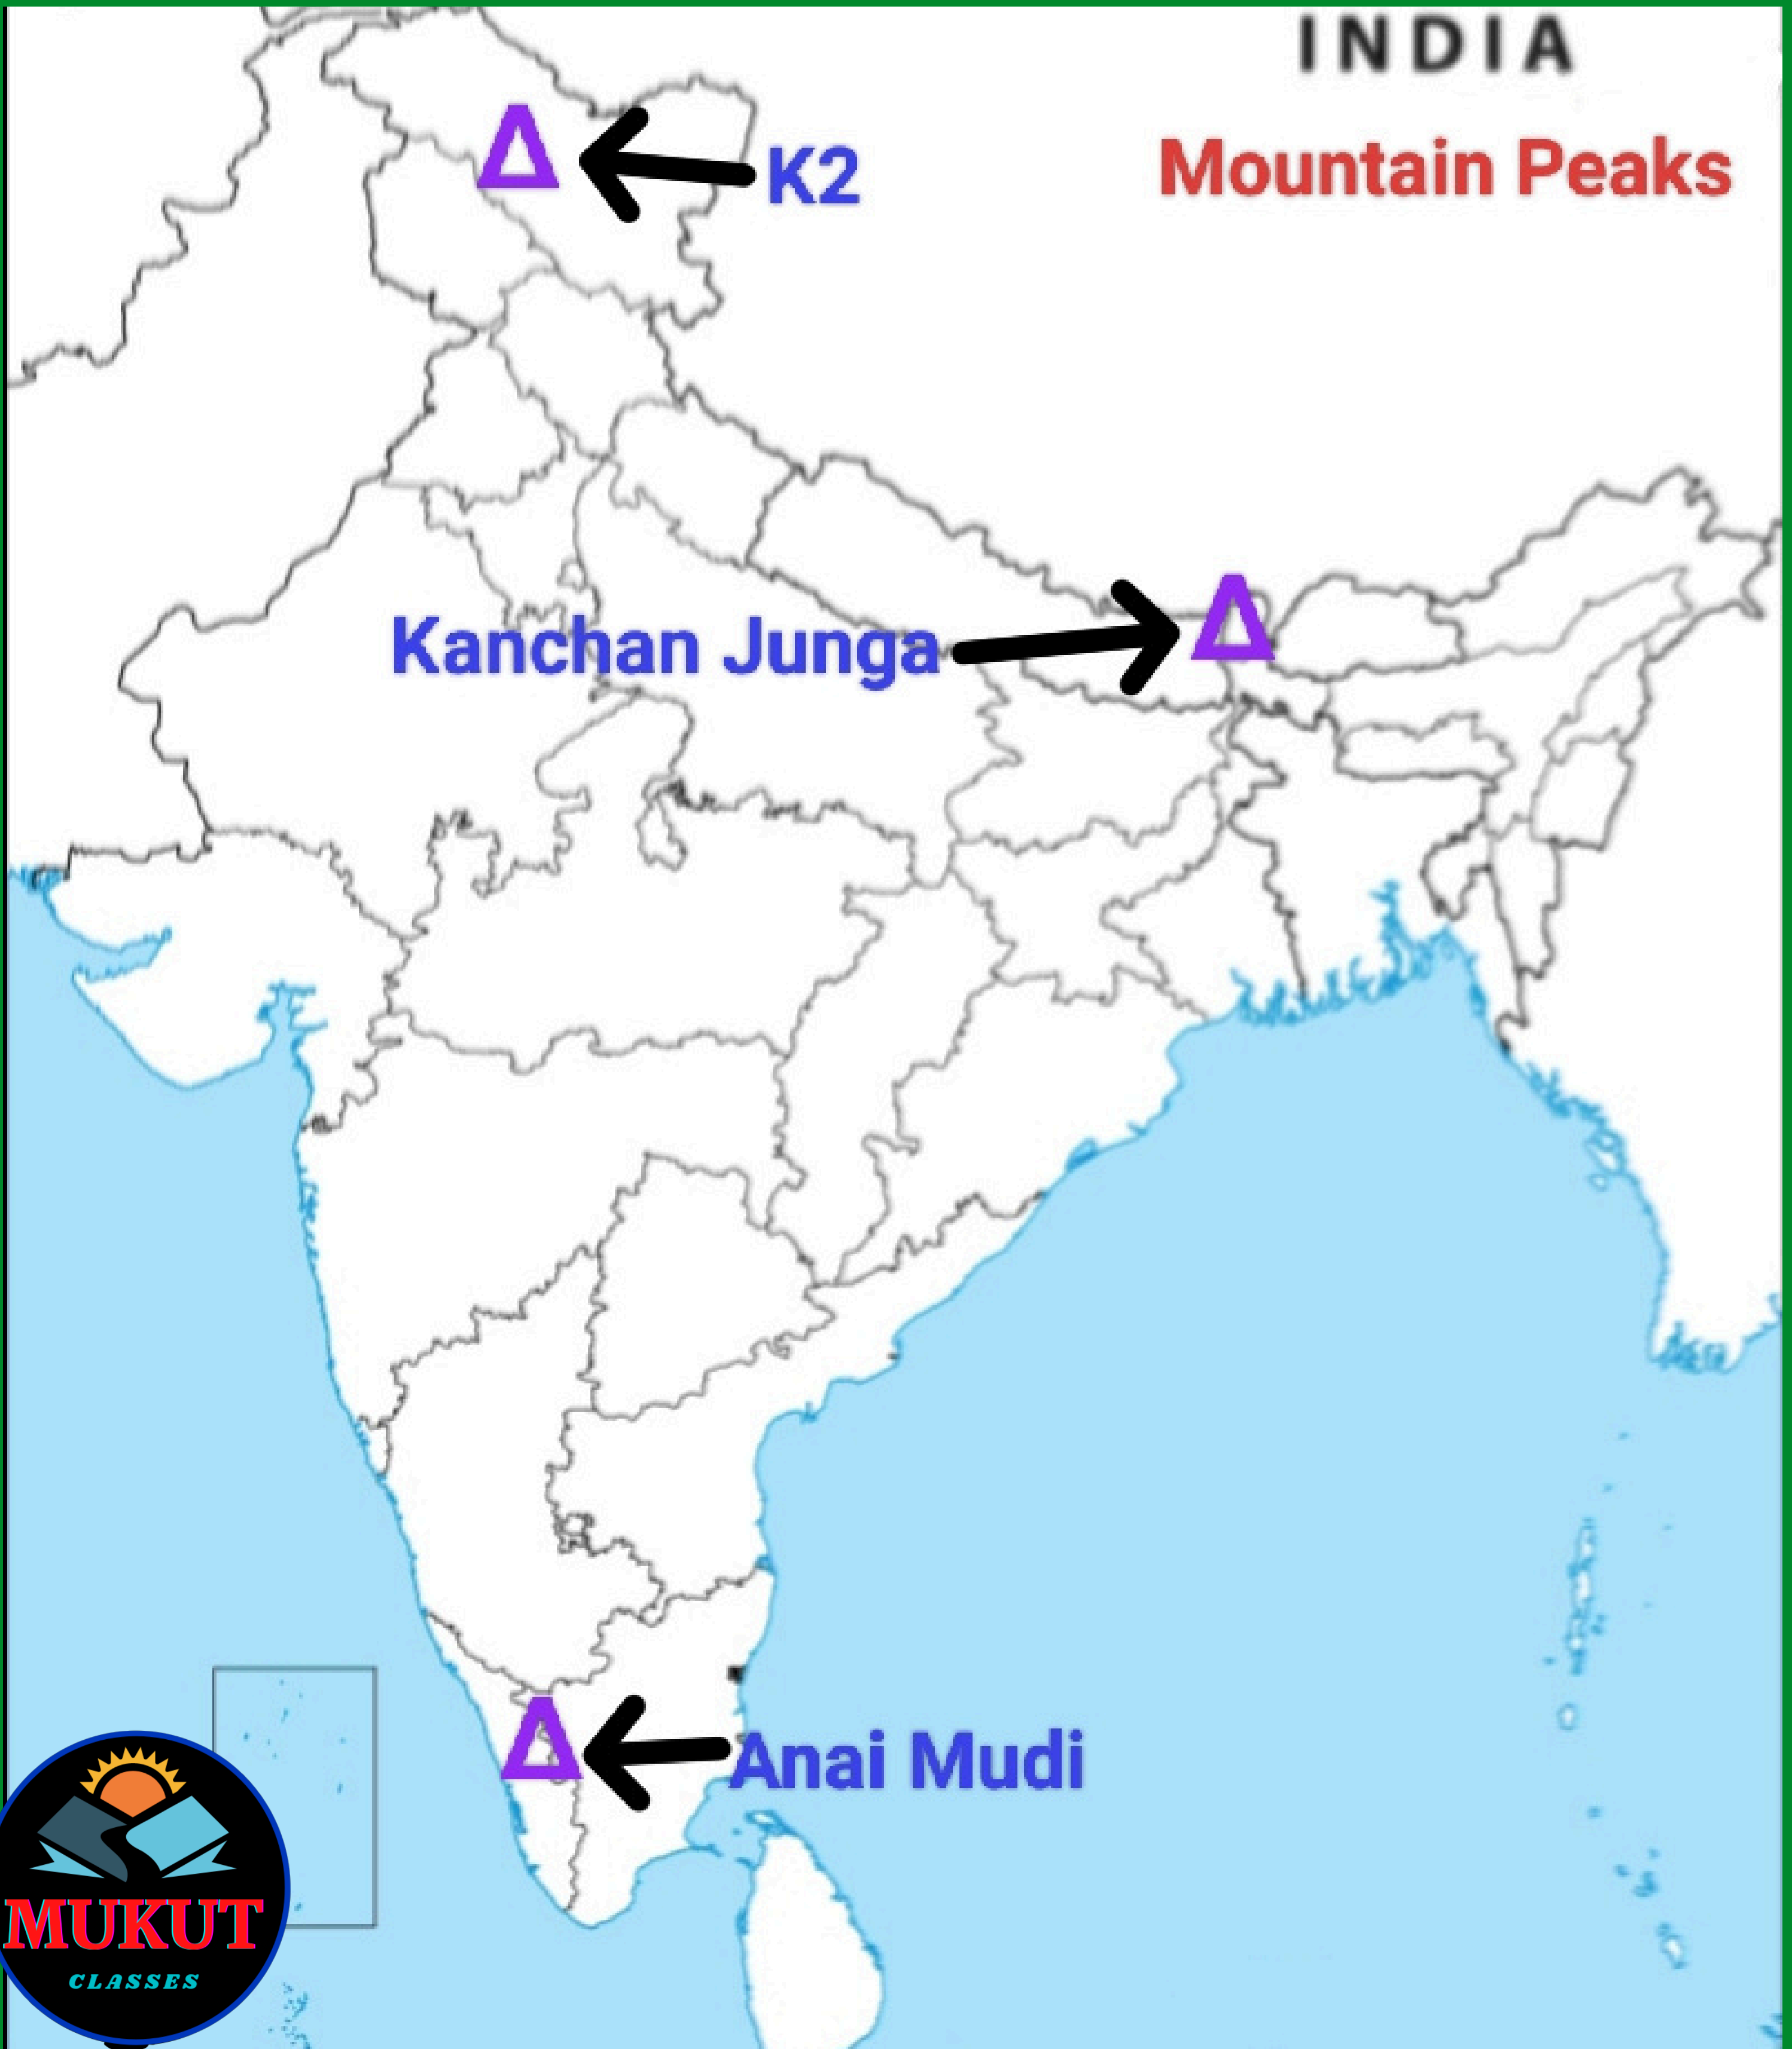 INDIA
Mountain Peaks
K2
Kanchan Junga
Anai Mudi
MUKUT
CLASSES